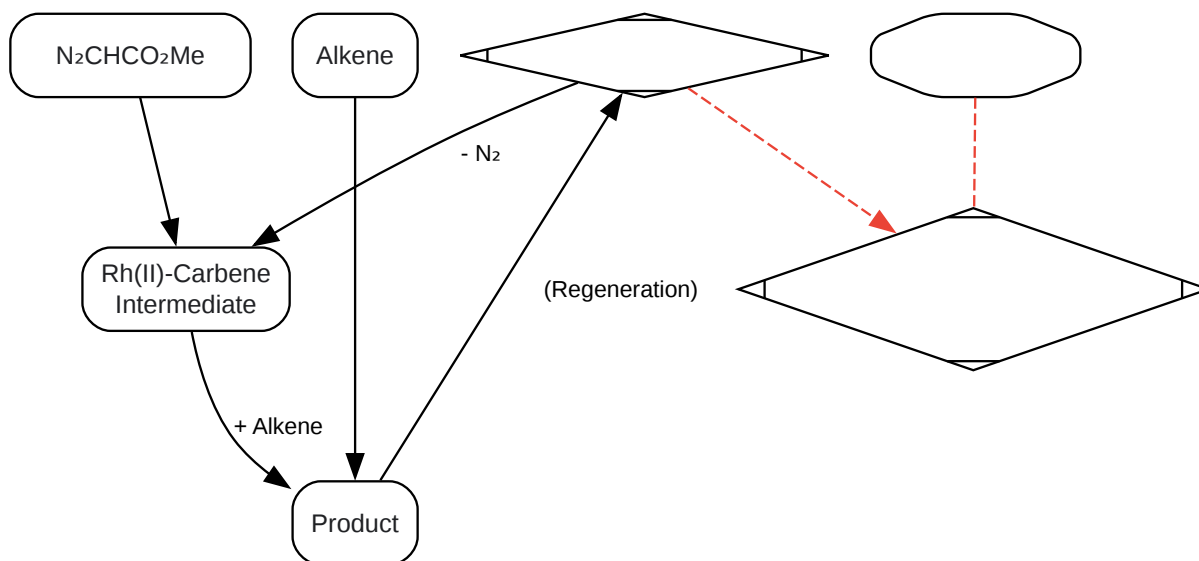 N₂CHCO₂Me
Alkene
- N₂
Rh(II)-Carbene
Intermediate
(Regeneration)
+ Alkene
Product